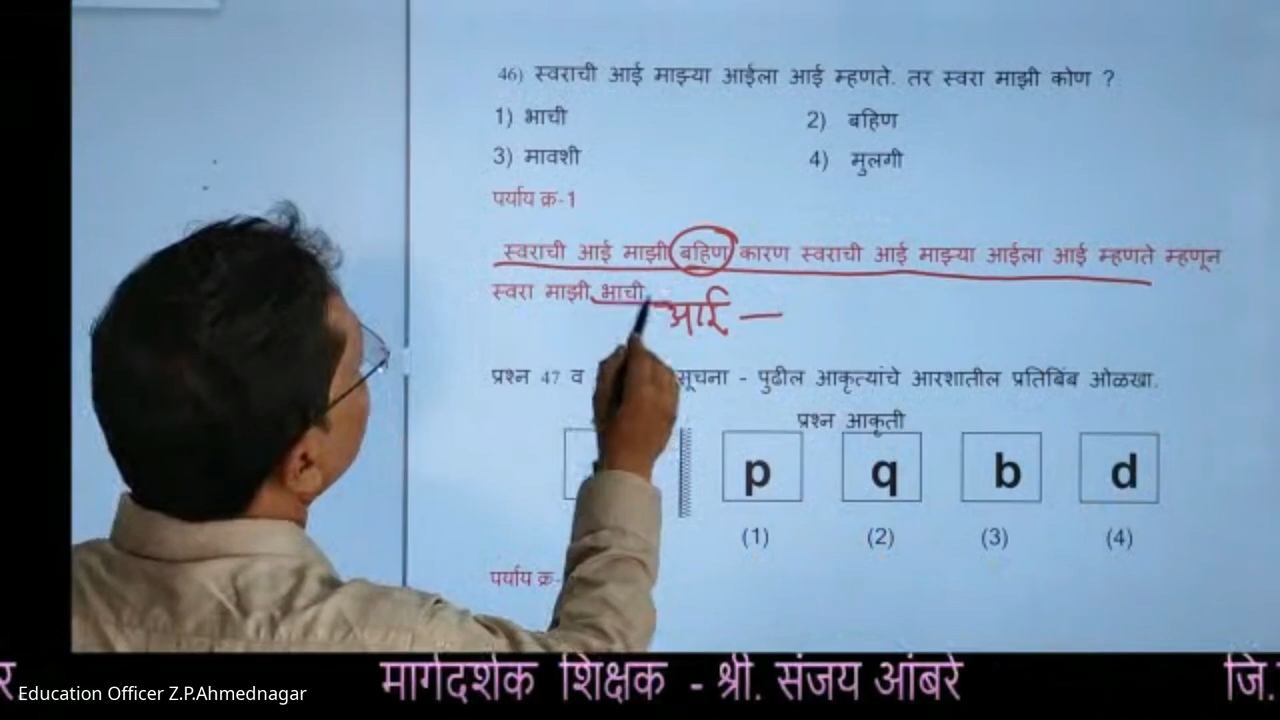 46) स्वराची आई माझ्या आईला आई म्हणते. तर स्वरा माझी कोण ?
1) भाची 2) बहिण
3) मावशी 4) मुलगी
पर्याय क्र-1
स्वराची आई माझी बहिण कारण स्वराची आई माझ्या आईला आई म्हणते म्हणून
स्वरा माझी भाची
आई —
प्रश्न 47 व सूचना - पुढील आकृत्यांचे आरशातील प्रतिबिंब ओळखा.
प्रश्न आकृती
p q b d
(1) (2) (3) (4)
पर्याय क्र-
र मार्गदर्शक शिक्षक - श्री. संजय आंबरे जि.
Education Officer Z.P.Ahmednagar